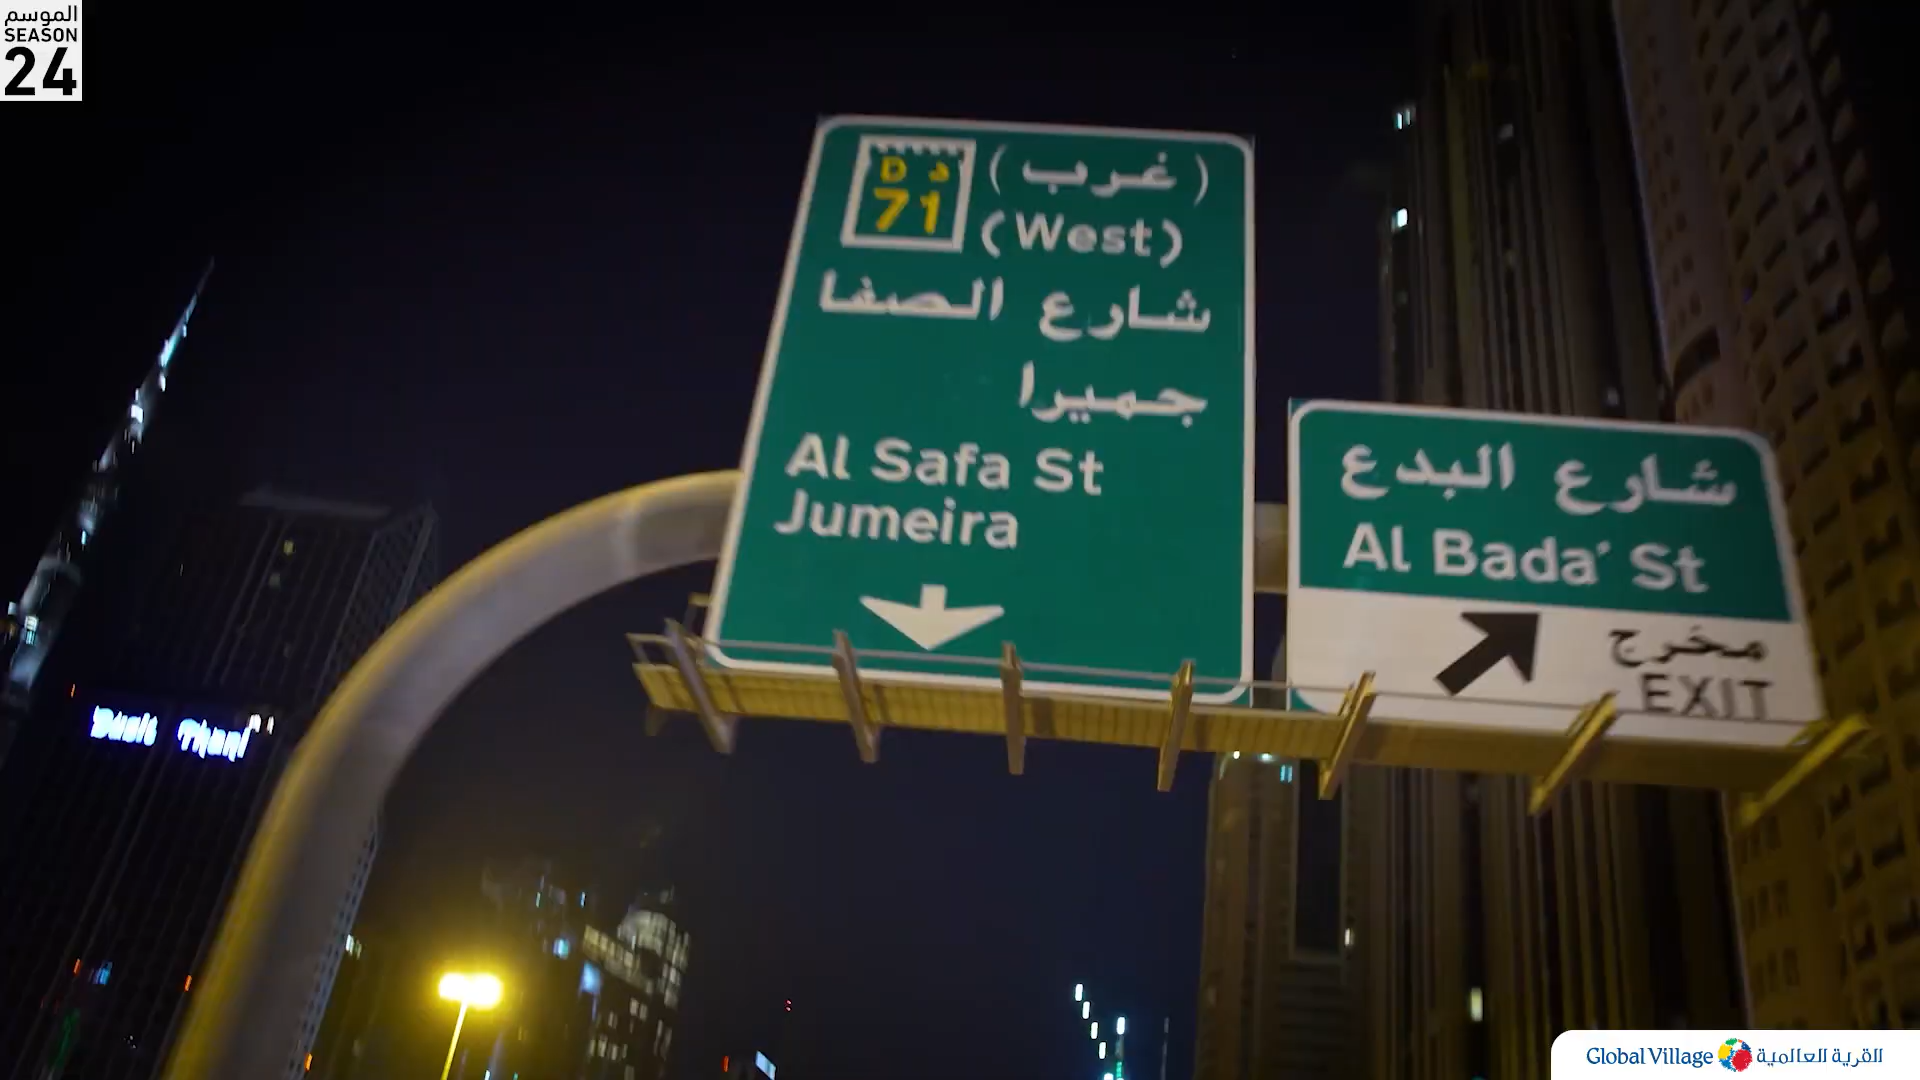 الموسم
SEASON
24
D د
71
(غرب)
(West)
شارع الصفا
جميرا
Al Safa St
Jumeira
شارع البدع
Al Bada' St
مخرج
EXIT
Dusit Thani
Global Village القرية العالمية